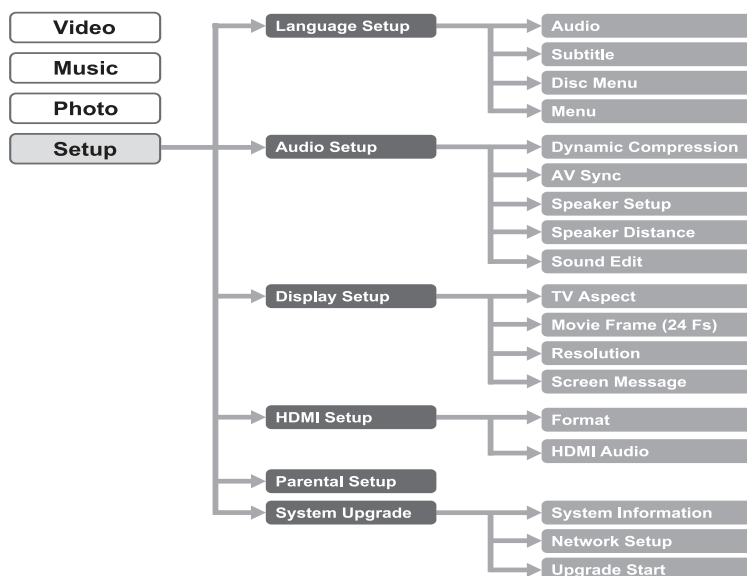 Video
Music
Photo
Setup
Language Setup
Audio
Subtitle
Disc Menu
Menu
Audio Setup
Dynamic Compression
AV Sync
Speaker Setup
Speaker Distance
Sound Edit
Display Setup
TV Aspect
Movie Frame (24 Fs)
Resolution
Screen Message
HDMI Setup
Format
HDMI Audio
Parental Setup
System Upgrade
System Information
Network Setup
Upgrade Start